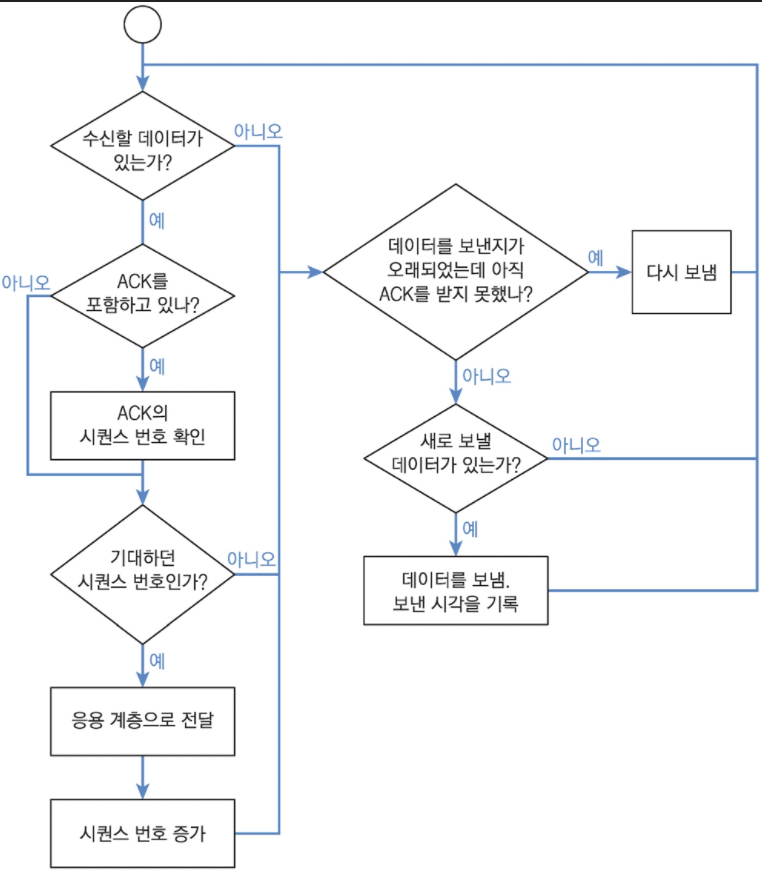 수신할 데이터가
있는가?
아니오
예
ACK를
포함하고 있나?
아니오
예
ACK의
시퀀스 번호 확인
기대하던
시퀀스 번호인가?
아니오
예
응용 계층으로 전달
시퀀스 번호 증가
데이터를 보낸지가
오래되었는데 아직
ACK를 받지 못했나?
예
다시 보냄
아니오
새로 보낼
데이터가 있는가?
아니오
예
데이터를 보냄.
보낸 시각을 기록